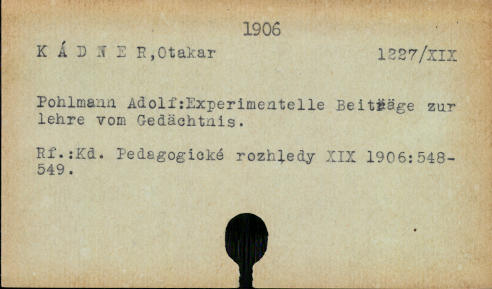 1906
K Á D N E R,Otakar 1227/XIX
Pohlmann Adolf:Experimentelle Beiträäge zur
lehre vom Gedächtnis.
Rf.:Kd. Pedagogické rozhledy XIX 1906:548-
549.